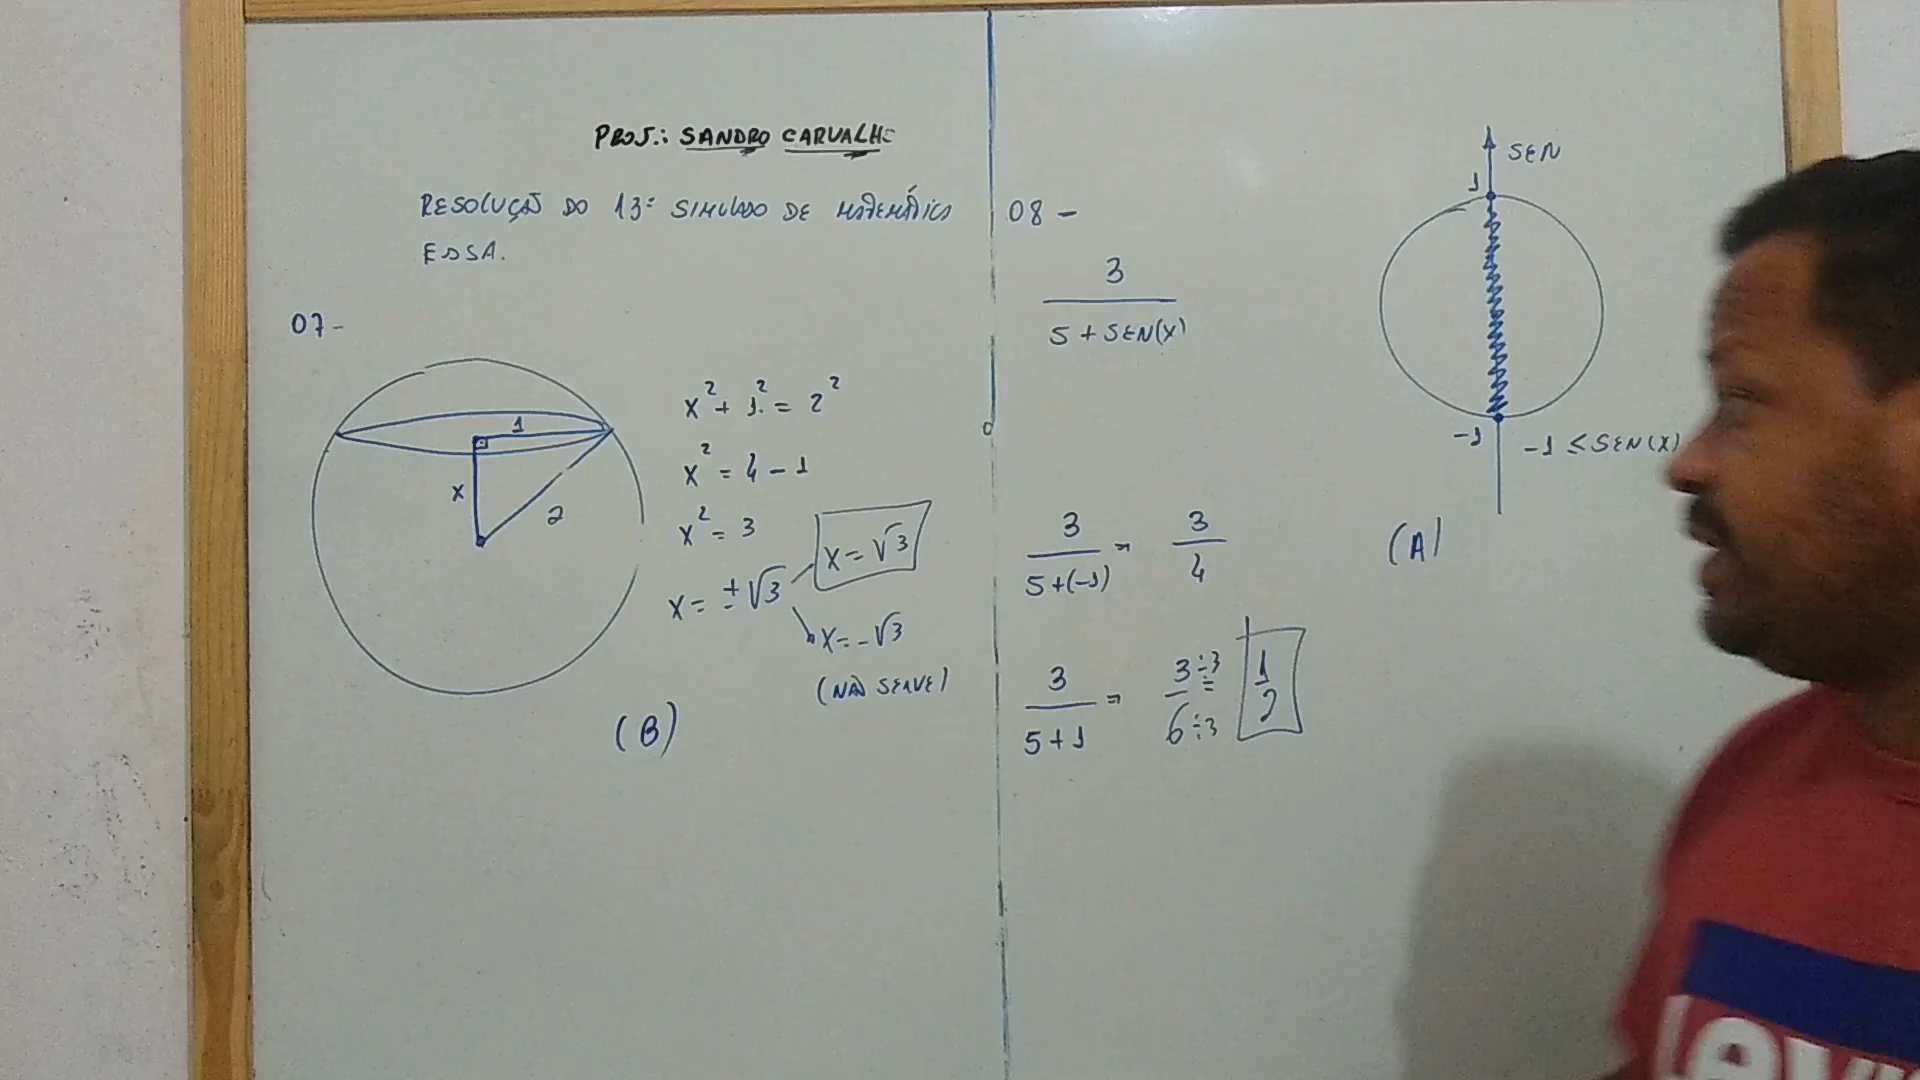 PROF.: SANDRO CARVALHO
RESOLUÇÃO DO 13º SIMULADO DE MATEMÁTICA
ESSA.
07-
1
x
2
x² + 1² = 2²
x² = 4 - 1
x² = 3
x = ±√3
x = √3
x = -√3
(NÃO SERVE)
(B)
08-
3
5 + SEN(X)
SEN
1
-1
-1 ≤ SEN(X)
3
5+(-1)
=
3
4
(A)
3
5+1
=
3÷3
6÷3
=
1
2